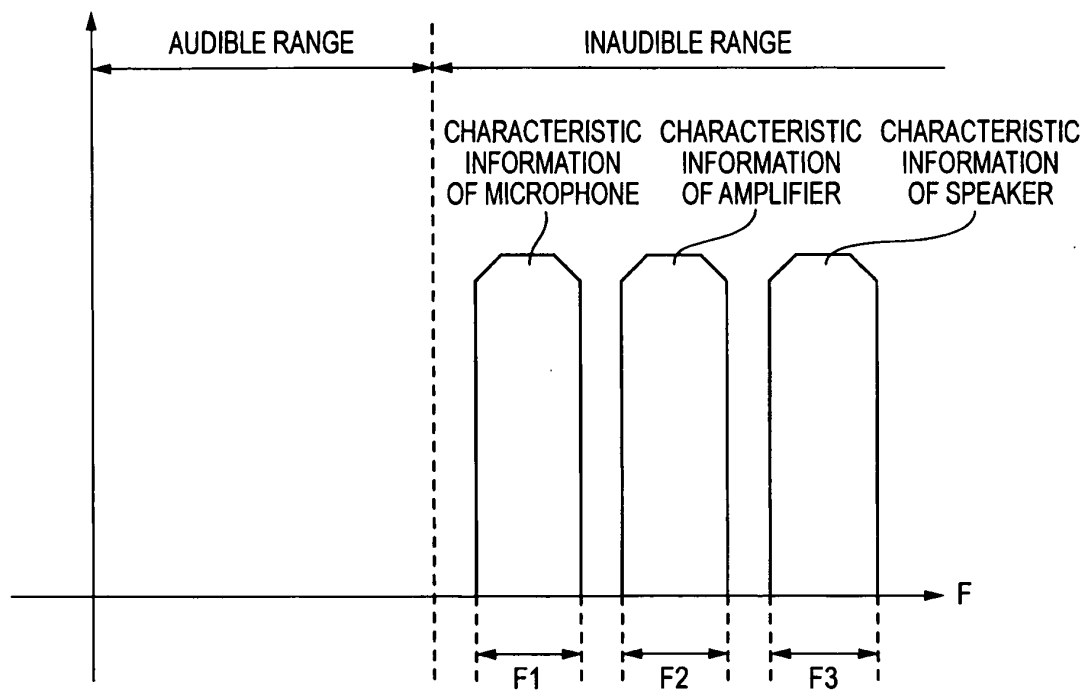 AUDIBLE RANGE
INAUDIBLE RANGE
CHARACTERISTIC
INFORMATION
OF MICROPHONE
CHARACTERISTIC
INFORMATION
OF AMPLIFIER
CHARACTERISTIC
INFORMATION
OF SPEAKER
F
F1
F2
F3